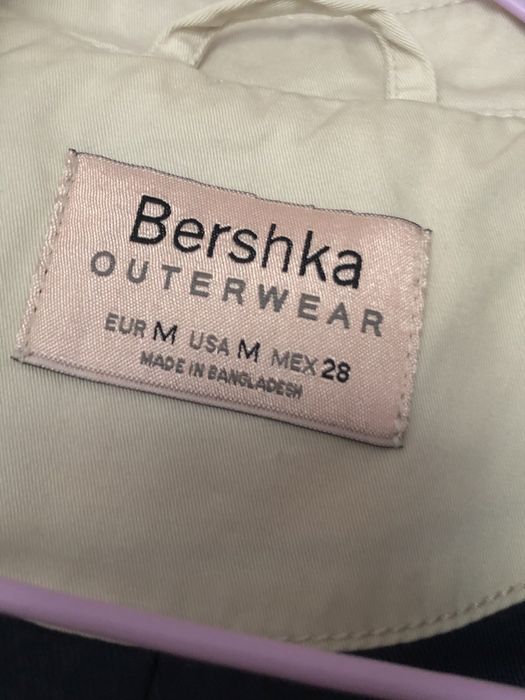 Bershka
OUTERWEAR
EUR M USA M MEX 28
MADE IN BANGLADESH